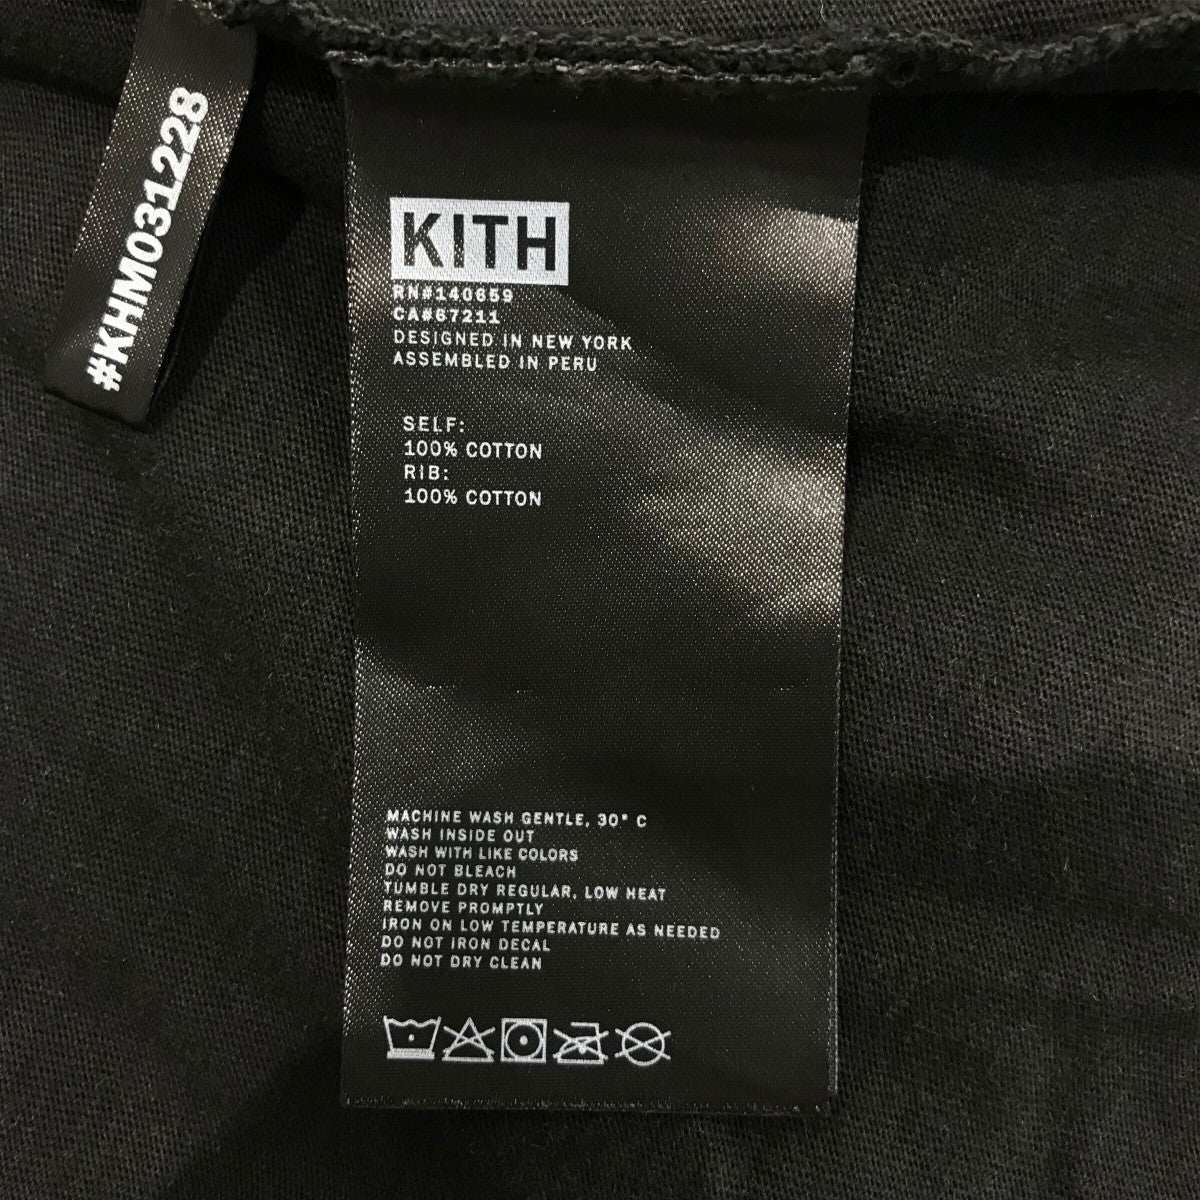 #KHM031228
KITH
RN#140659
CA#67211
DESIGNED IN NEW YORK
ASSEMBLED IN PERU
SELF:
100% COTTON
RIB:
100% COTTON
MACHINE WASH GENTLE, 30° C
WASH INSIDE OUT
WASH WITH LIKE COLORS
DO NOT BLEACH
TUMBLE DRY REGULAR, LOW HEAT
REMOVE PROMPTLY
IRON ON LOW TEMPERATURE AS NEEDED
DO NOT IRON DECAL
DO NOT DRY CLEAN